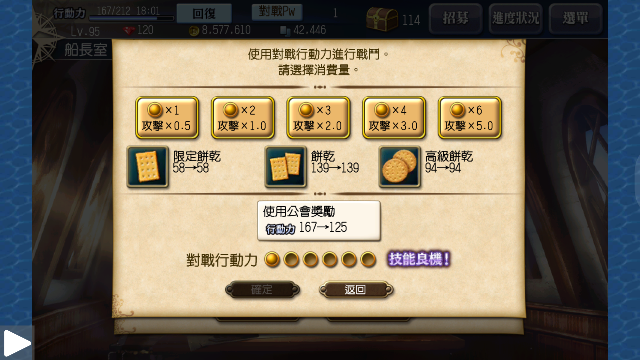 行動力 167/212 19:01 回復 對戰Pw 1 114 招募 進度狀況 選單
Lv.95 120 8,577,610 42,446
船長室
使用對戰行動力進行戰鬥。
請選擇消費量。
×1 ×2 ×3 ×4 ×6
攻擊×0.5 攻擊×1.0 攻擊×2.0 攻擊×3.0 攻擊×5.0
限定餅乾 餅乾 高級餅乾
58→58 139→139 94→94
使用公會獎勵
行動力 167→125
對戰行動力 技能良機!
確定 返回